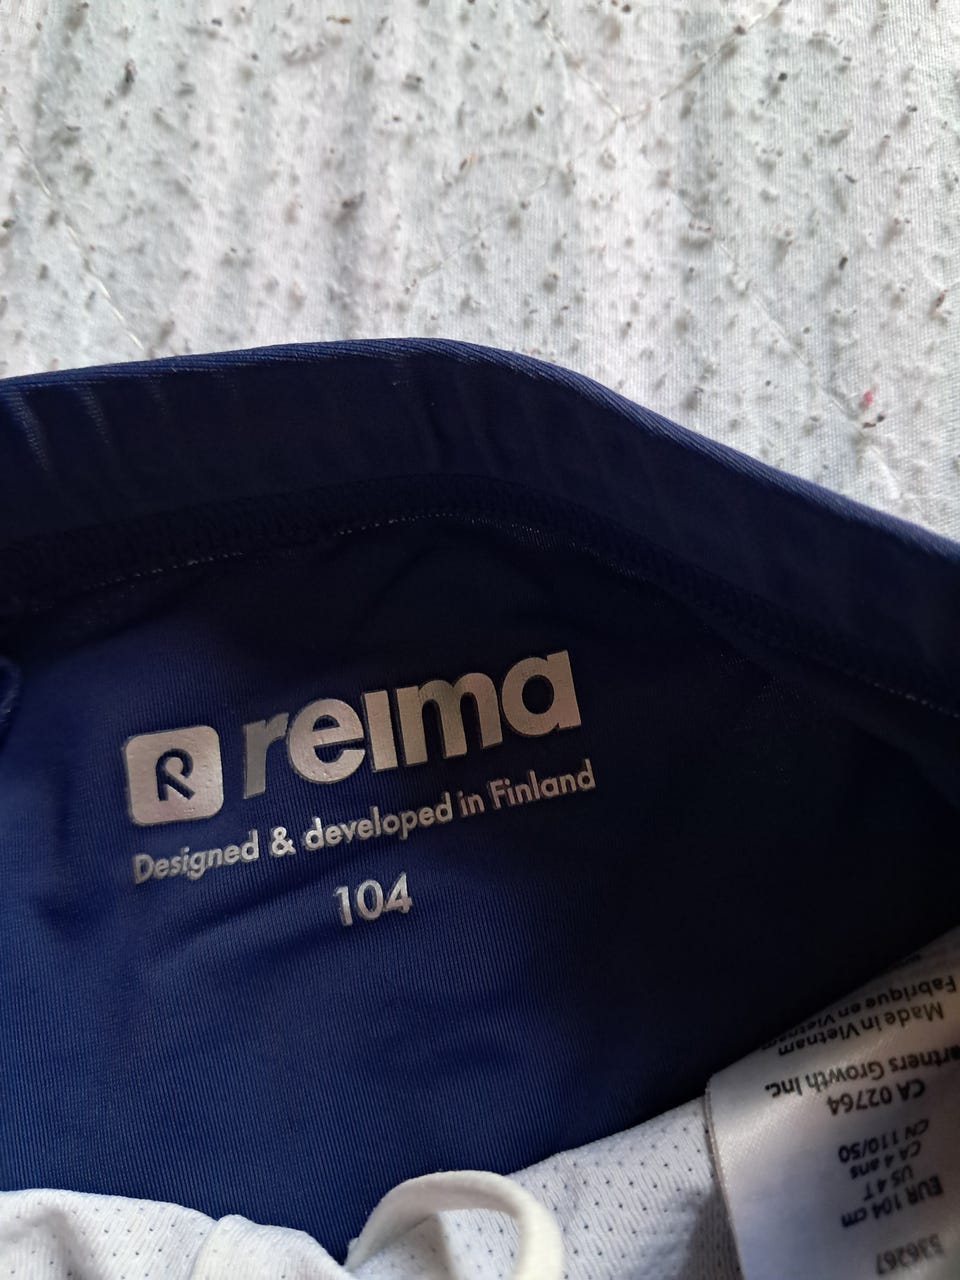 R reima
Designed & developed in Finland
104
536267
EUR 104 cm
US 4 T
CA 4 ans
CN 110/50
CA 02764
Growth Inc.
Made in Vietnam
Fabriqué en Vietnam